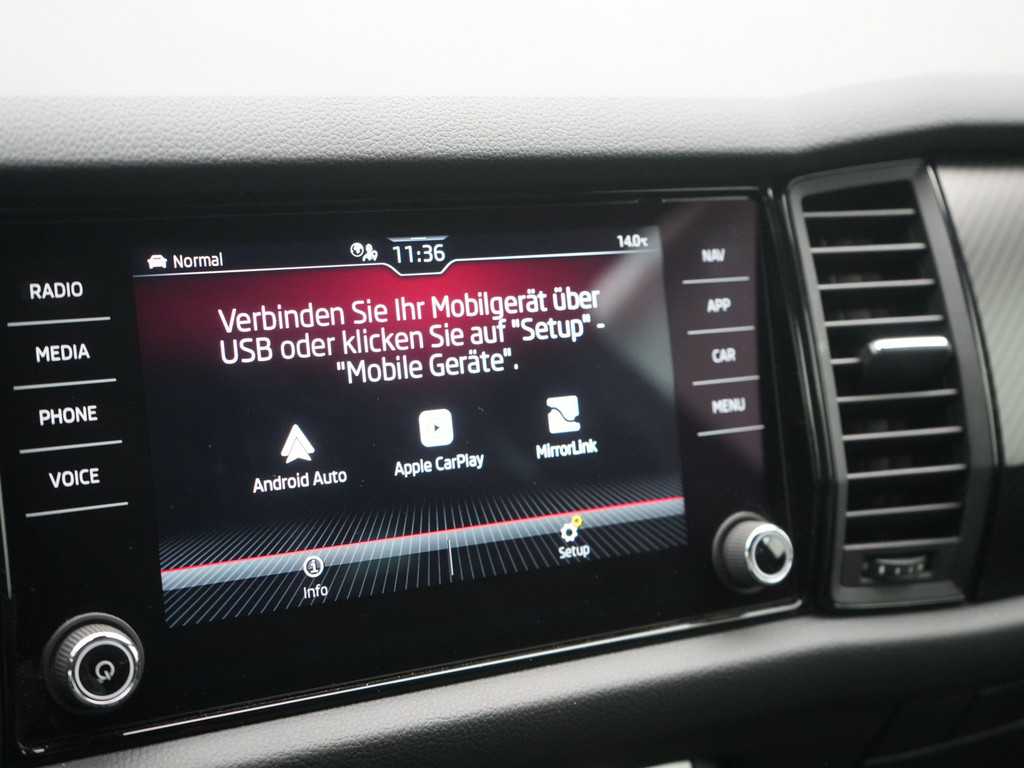 Normal
11:36
14.0°C
RADIO
MEDIA
PHONE
VOICE
Verbinden Sie Ihr Mobilgerät über
USB oder klicken Sie auf "Setup" -
"Mobile Geräte".
Android Auto
Apple CarPlay
MirrorLink
Info
Setup
NAV
APP
CAR
MENU